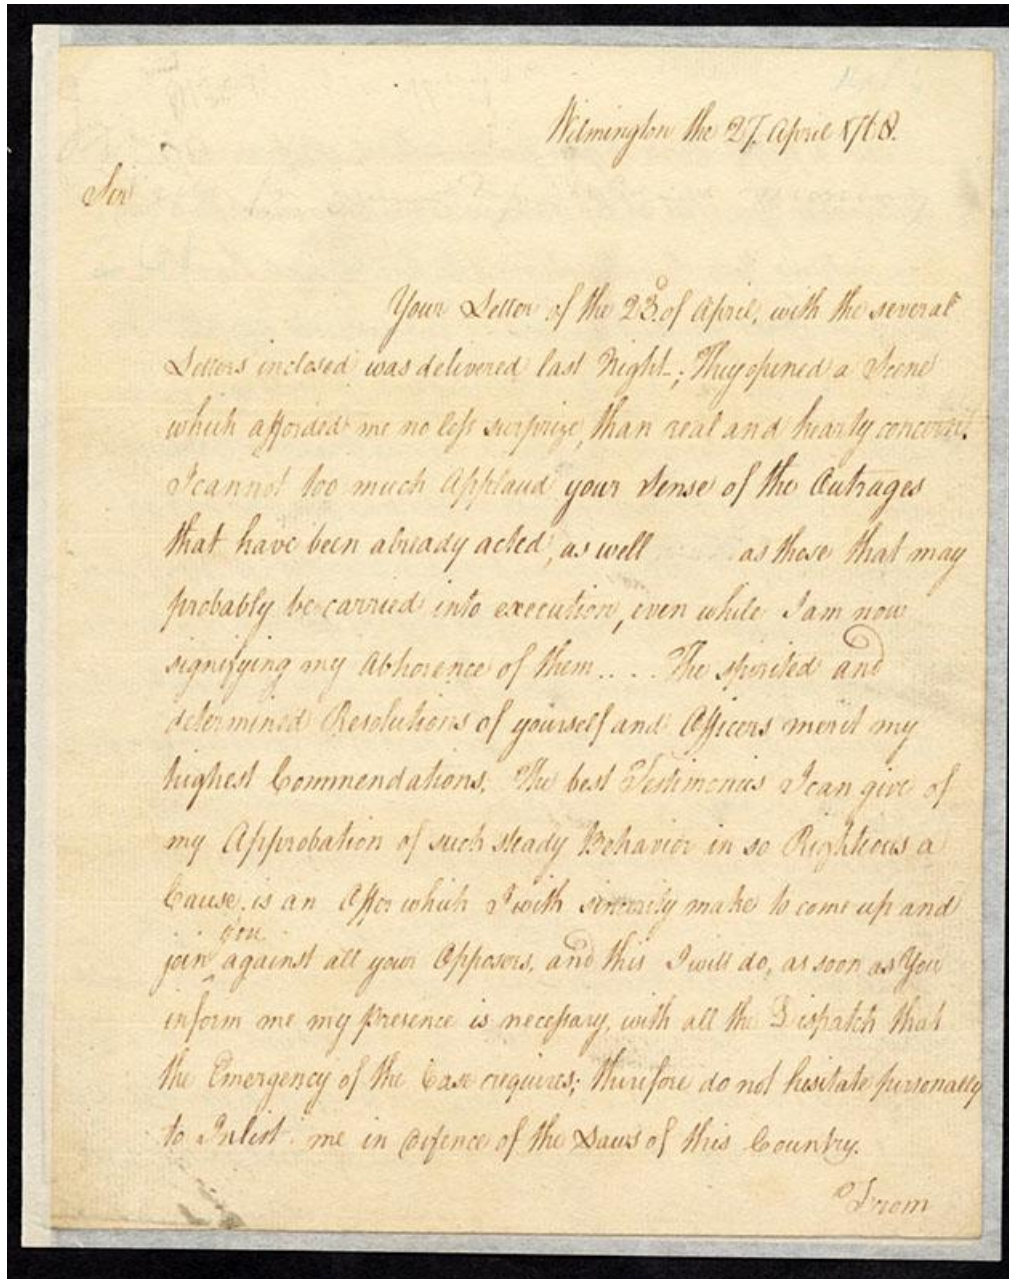 Wilmington the 27. April 1768.
Sir
Your Letter of the 23.d of April, with the several
Letters inclosed was delivered last Night_; They opened a Scene
which afforded me no less surprize, than real and hearty concern.
I cannot too much Applaud your Sense of the Outrages
that have been already acted, as well as those that may
probably be carried into execution, even while I am now
signifying my Abhorence of them.... The spirited and
determined Resolutions of yourself and Officers merit my
highest Commendations. The best Testimonies I can give of
my Approbation of such steady Behavior in so Righteous a
Cause, is an Offer which I with sincerity make to come up and
you
join against all your Opposers, and this I will do, as soon as You
inform me my presence is necessary, with all the Dispatch that
the Emergency of the Case requires; therefore do not hesitate personally
to Inlist me in Defence of the Laws of this Country.
From